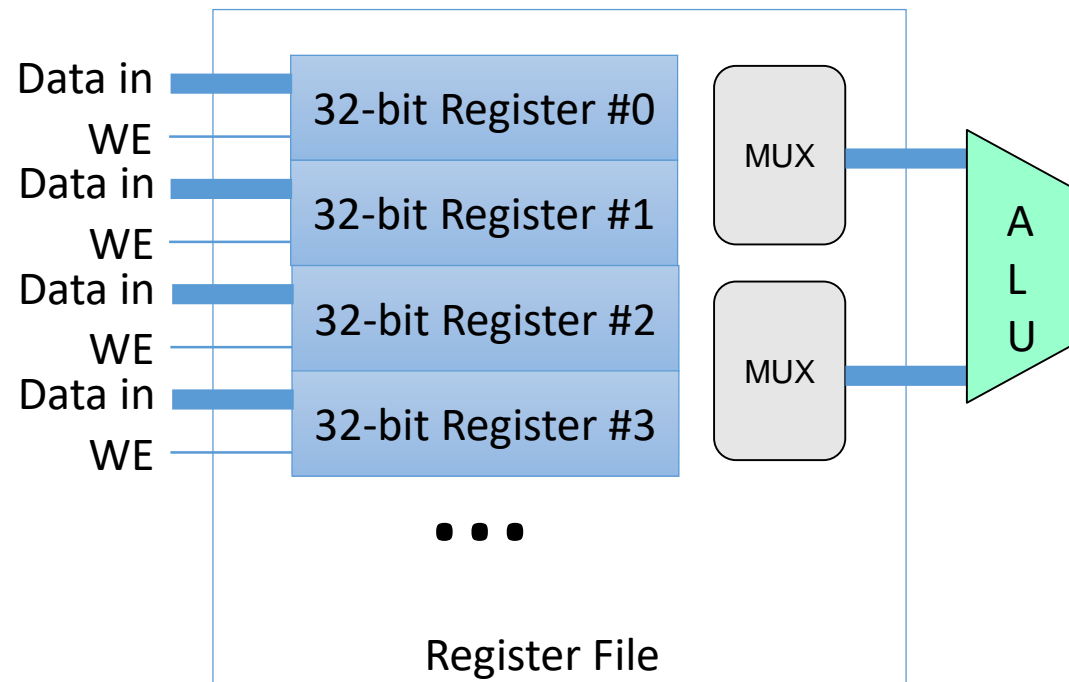 Data in
32-bit Register #0
WE
Data in
32-bit Register #1
WE
Data in
32-bit Register #2
WE
Data in
32-bit Register #3
WE
...
MUX
MUX
A
L
U
Register File